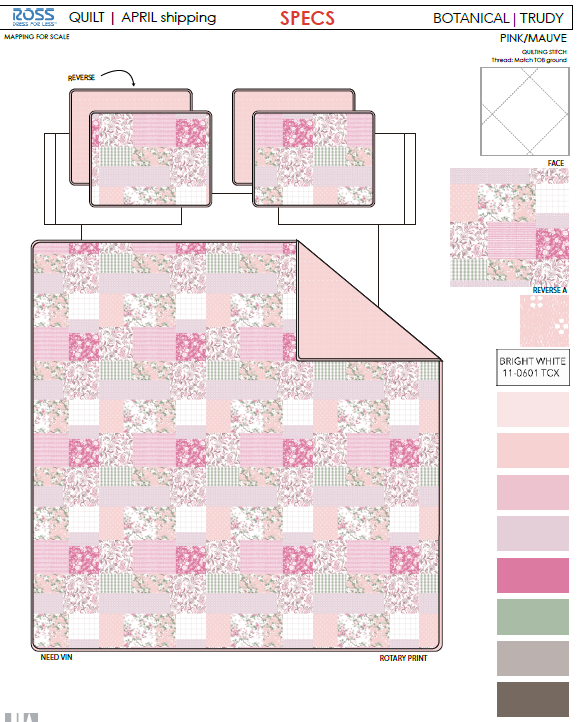 ROSS
DRESS FOR LESS
QUILT | APRIL shipping
SPECS
BOTANICAL | TRUDY
MAPPING FOR SCALE
PINK/MAUVE
QUILTING STITCH
Thread: Match TOB ground
REVERSE
FACE
REVERSE A
BRIGHT WHITE
11-0601 TCX
NEED VIN
ROTARY PRINT